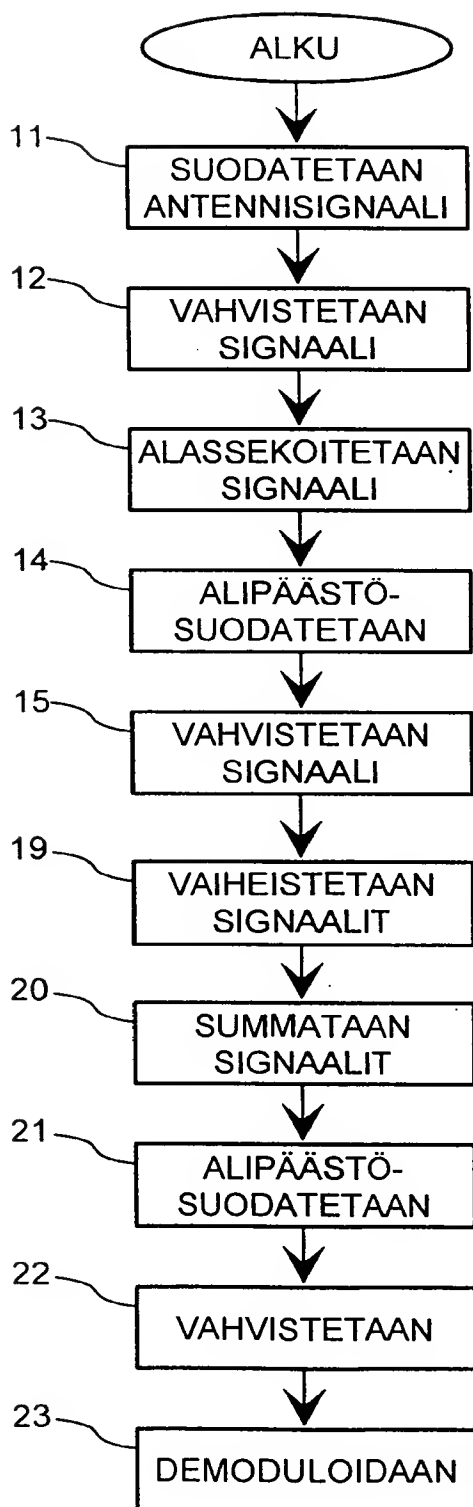 ALKU
11
SUODATETAAN
ANTENNISIGNAALI
12
VAHVISTETAAN
SIGNAALI
13
ALASSEKOITETAAN
SIGNAALI
14
ALIPÄÄSTÖ-
SUODATETAAN
15
VAHVISTETAAN
SIGNAALI
19
VAIHEISTETAAN
SIGNAALIT
20
SUMMATAAN
SIGNAALIT
21
ALIPÄÄSTÖ-
SUODATETAAN
22
VAHVISTETAAN
23
DEMODULOIDAAN